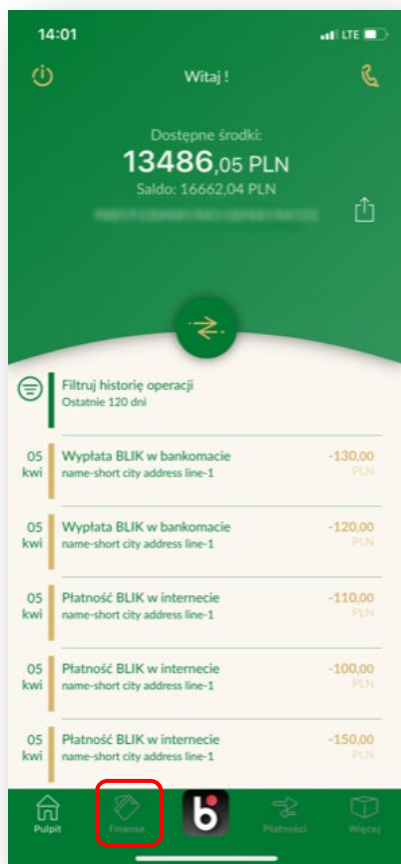 14:01
LTE
Witaj !
Dostępne środki:
13486,05 PLN
Saldo: 16662,04 PLN
Filtruj historię operacji
Ostatnie 120 dni
05 kwi
Wypłata BLIK w bankomacie
-130,00
name-short city address line-1
PLN
05 kwi
Wypłata BLIK w bankomacie
-120,00
name-short city address line-1
PLN
05 kwi
Płatność BLIK w internecie
-110,00
name-short city address line-1
PLN
05 kwi
Płatność BLIK w internecie
-100,00
name-short city address line-1
PLN
05 kwi
Płatność BLIK w internecie
-150,00
name-short city address line-1
PLN
Pulpit
Finanse
b
Płatności
Więcej